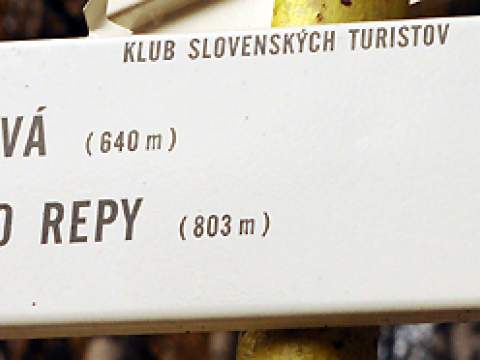 KLUB SLOVENSKÝCH TURISTOV
VÁ (640 m)
O REPY (803 m)